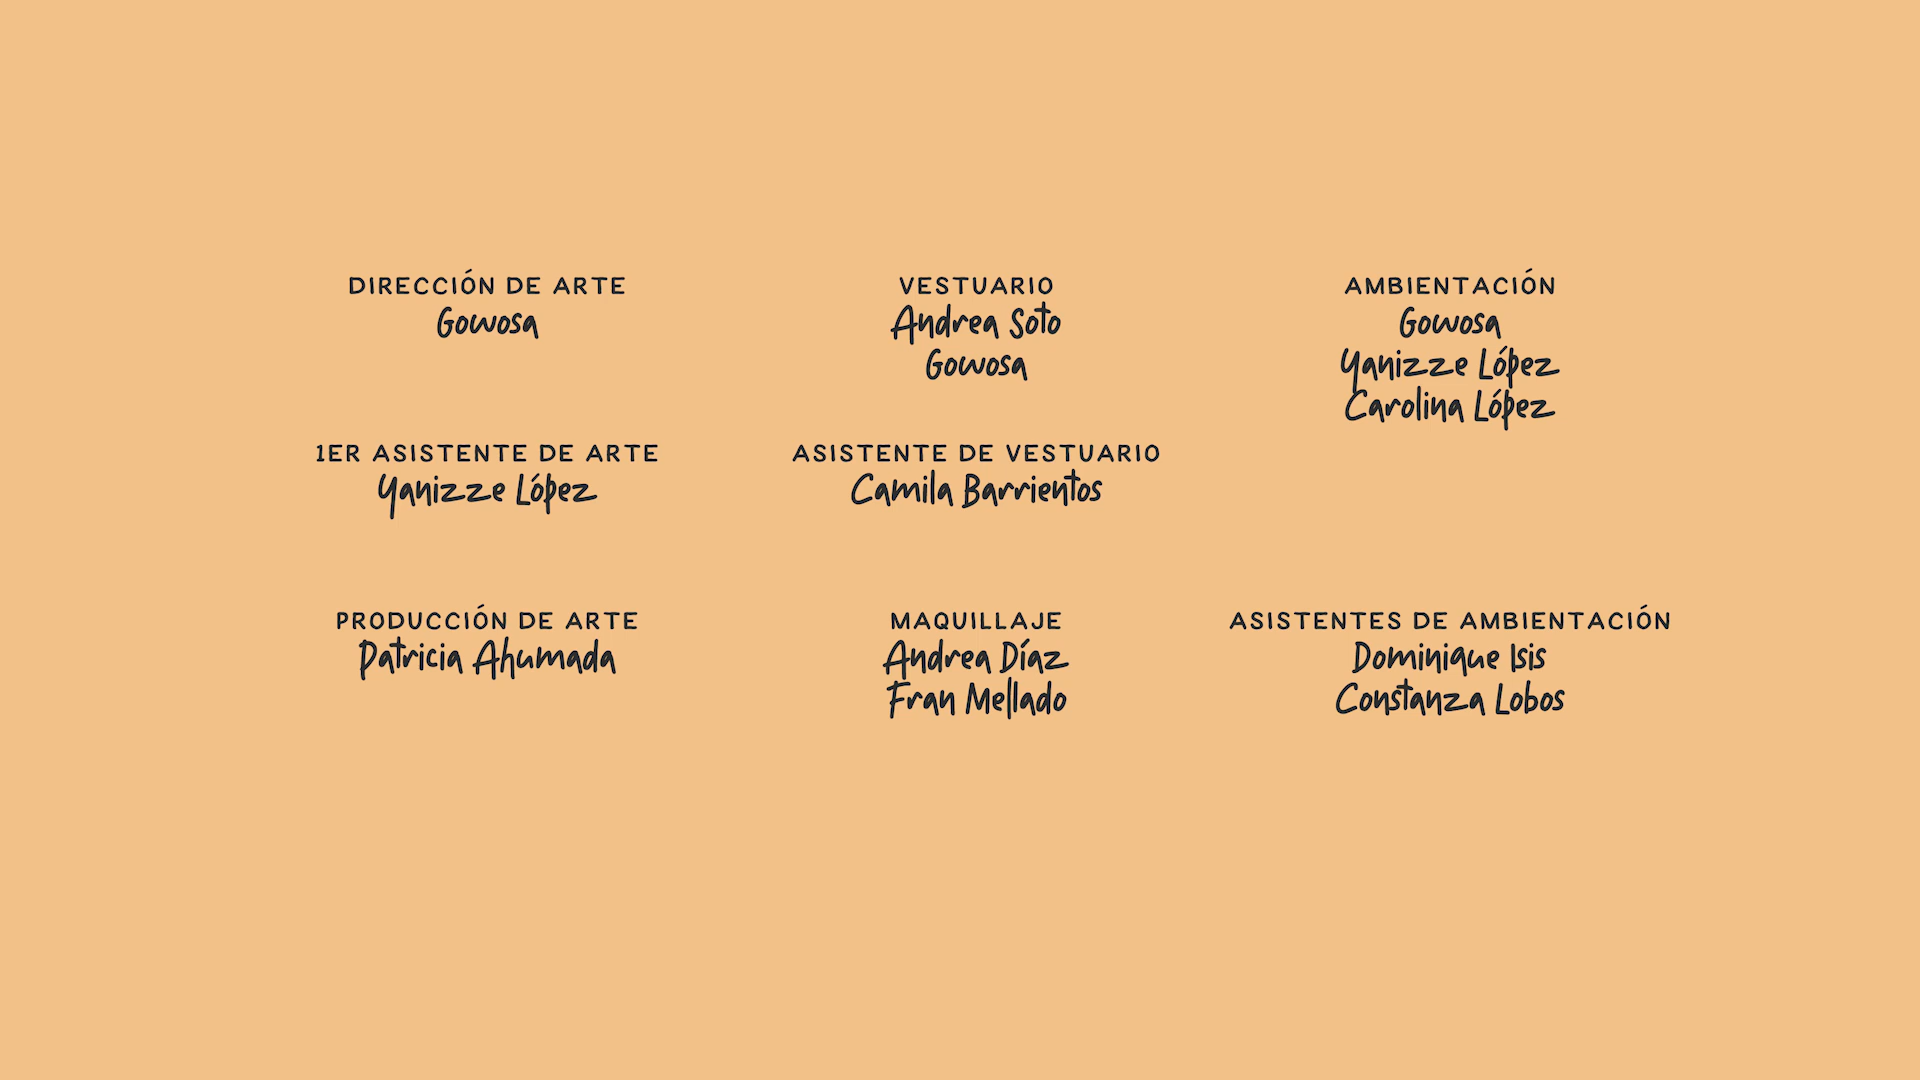 DIRECCIÓN DE ARTE
Gowosa
1ER ASISTENTE DE ARTE
Yanizze López
PRODUCCIÓN DE ARTE
Patricia Ahumada
VESTUARIO
Andrea Soto
Gowosa
ASISTENTE DE VESTUARIO
Camila Barrientos
MAQUILLAJE
Andrea Díaz
Fran Mellado
AMBIENTACIÓN
Gowosa
Yanizze López
Carolina López
ASISTENTES DE AMBIENTACIÓN
Dominique Isis
Constanza Lobos